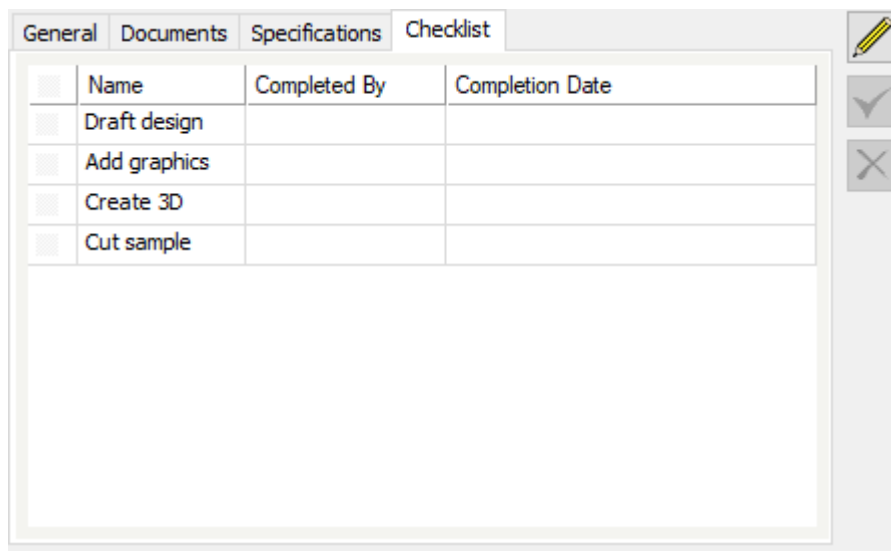 General Documents Specifications Checklist
Name Completed By Completion Date
Draft design
Add graphics
Create 3D
Cut sample